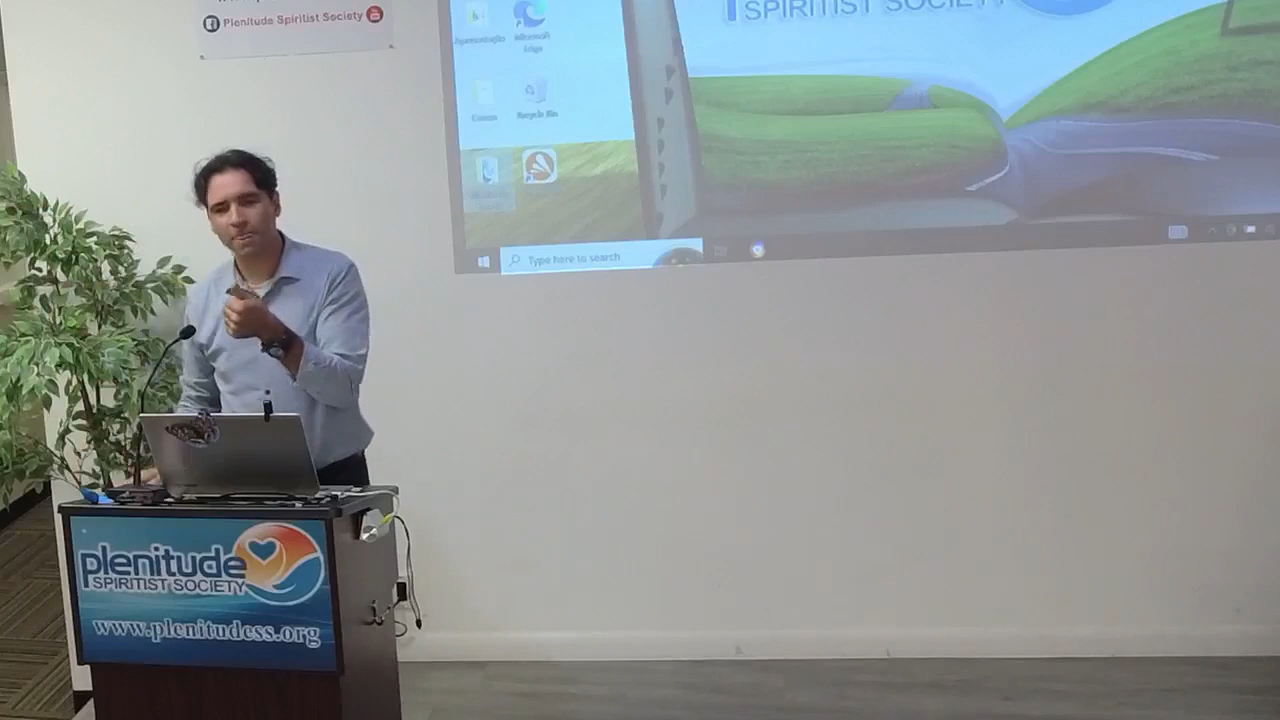 Plenitude Spiritist Society
SPIRITIST SOCIETY
Apresentação
Microsoft
Edge
Recycle Bin
Type here to search
plenitude
SPIRITIST SOCIETY
www.plenitudess.org